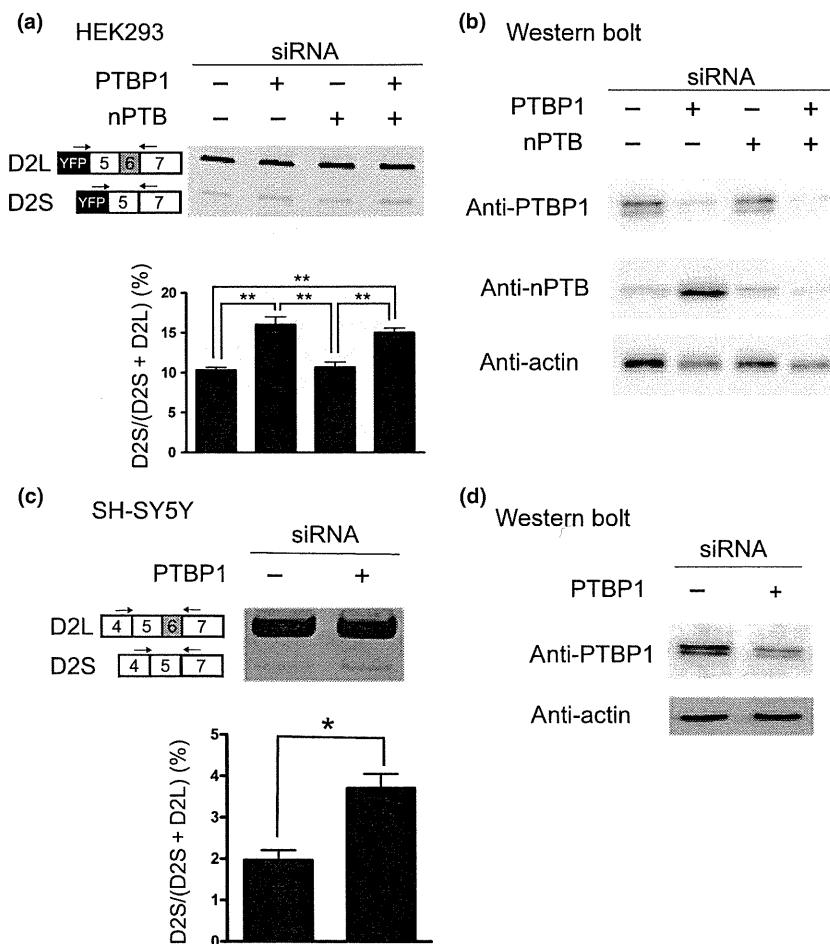 (a)
HEK293
siRNA
PTBP1 – + – +
nPTB – – + +
D2L YFP 5 6 7
D2S YFP 5 7
D2S/(D2S + D2L) (%)
20
15
10
5
0
** ** ** **
(b)
Western bolt
siRNA
PTBP1 – + – +
nPTB – – + +
Anti-PTBP1
Anti-nPTB
Anti-actin
(c)
SH-SY5Y
siRNA
PTBP1 – +
D2L 4 5 6 7
D2S 4 5 7
D2S/(D2S + D2L) (%)
5
4
3
2
1
0
*
(d)
Western bolt
siRNA
PTBP1 – +
Anti-PTBP1
Anti-actin